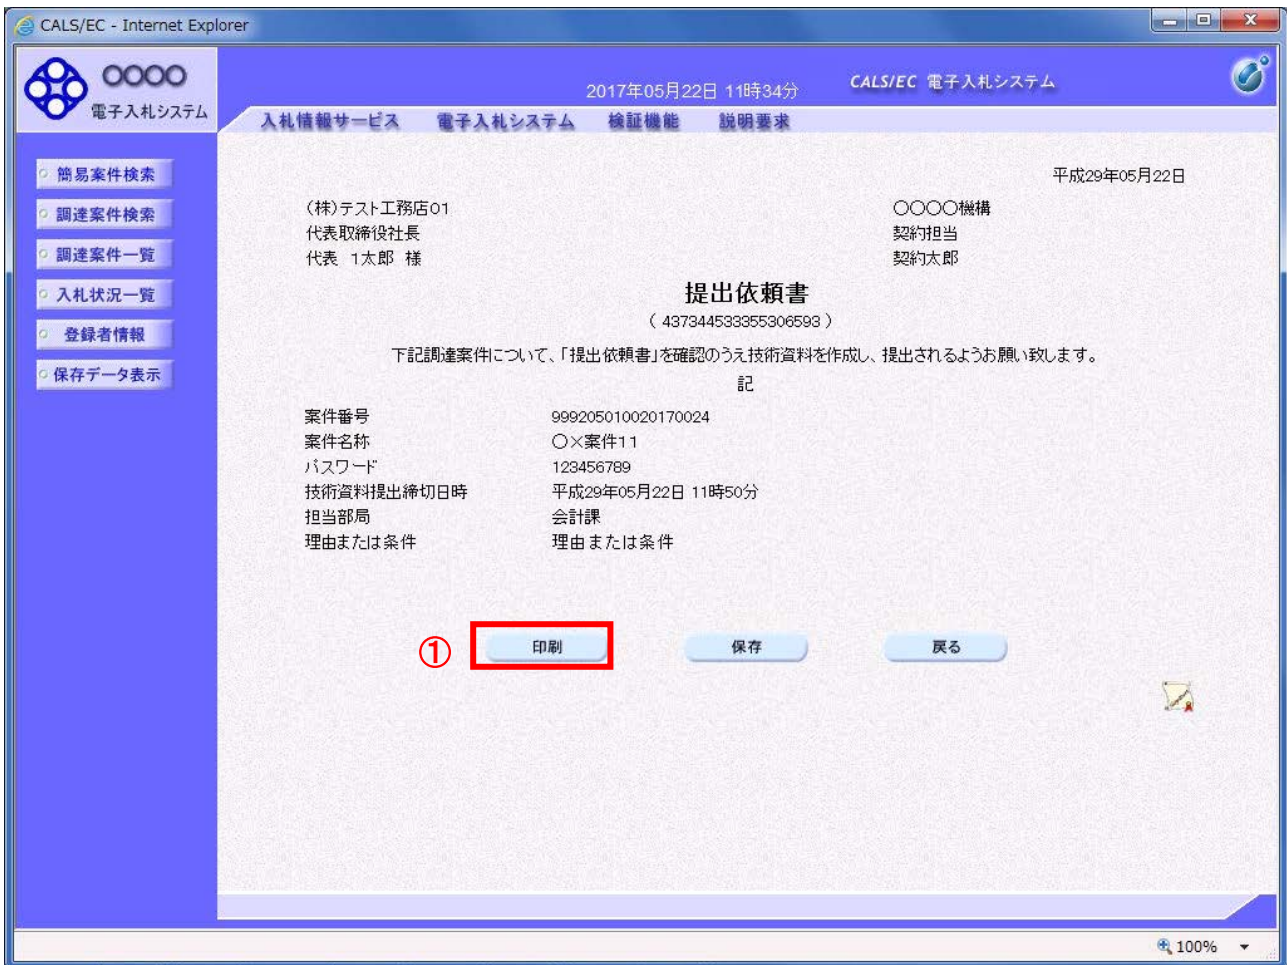 CALS/EC - Internet Explorer
〇〇〇〇
電子入札システム
2017年05月22日 11時34分
CALS/EC 電子入札システム
入札情報サービス 電子入札システム 検証機能 説明要求
簡易案件検索
調達案件検索
調達案件一覧
入札状況一覧
登録者情報
保存データ表示
平成29年05月22日
(株)テスト工務店01
代表取締役社長
代表 1太郎 様
〇〇〇〇機構
契約担当
契約太郎
提出依頼書
( 437344533355306593 )
下記調達案件について、「提出依頼書」を確認のうえ技術資料を作成し、提出されるようお願い致します。
記
案件番号 999205010020170024
案件名称 〇×案件11
パスワード 123456789
技術資料提出締切日時 平成29年05月22日 11時50分
担当部局 会計課
理由または条件 理由または条件
① 印刷 保存 戻る
100%